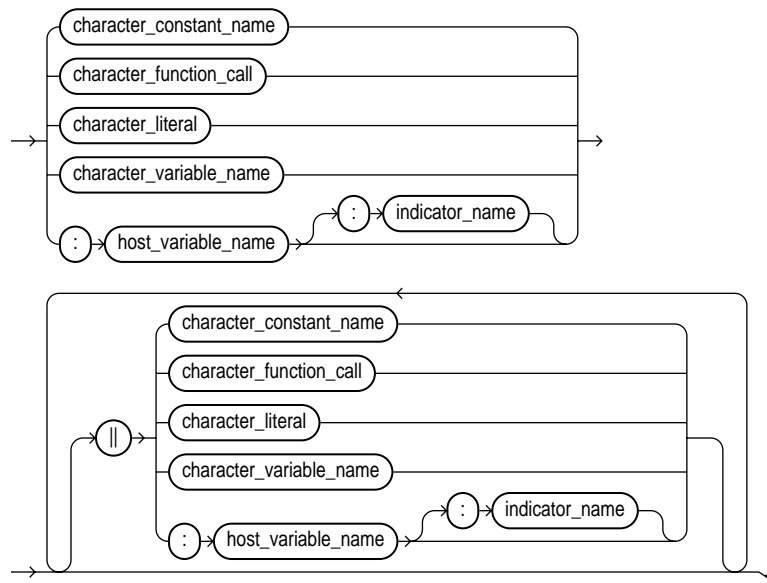 character_constant_name
character_function_call
character_literal
character_variable_name
: host_variable_name : indicator_name
character_constant_name
character_function_call
|| character_literal
character_variable_name
: host_variable_name : indicator_name